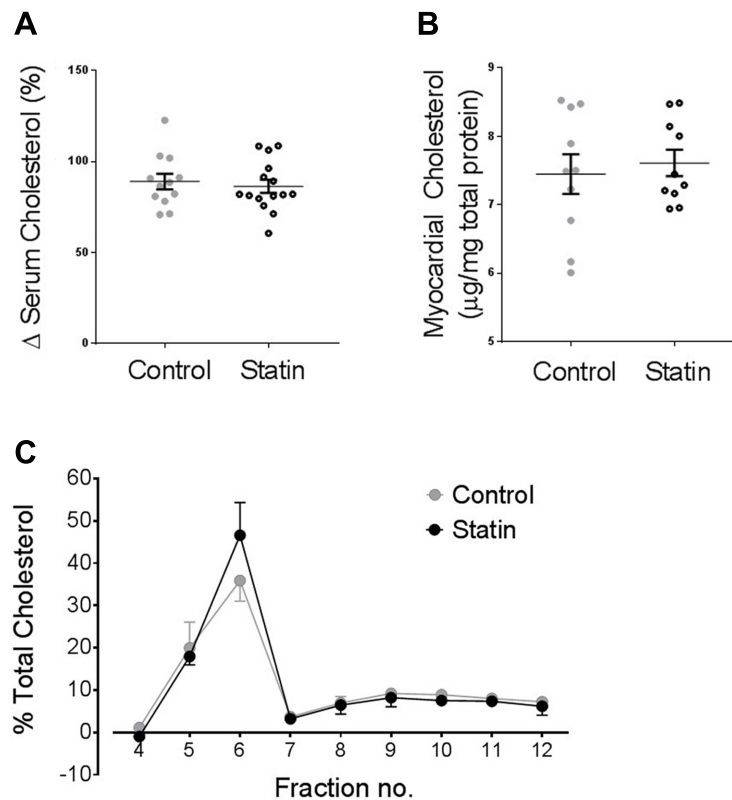 A
Δ Serum Cholesterol (%)
150
100
50
0
Control
Statin
B
Myocardial Cholesterol
(μg/mg total protein)
9
8
7
6
5
Control
Statin
C
% Total Cholesterol
60
50
40
30
20
10
0
-10
Control
Statin
4 5 6 7 8 9 10 11 12
Fraction no.